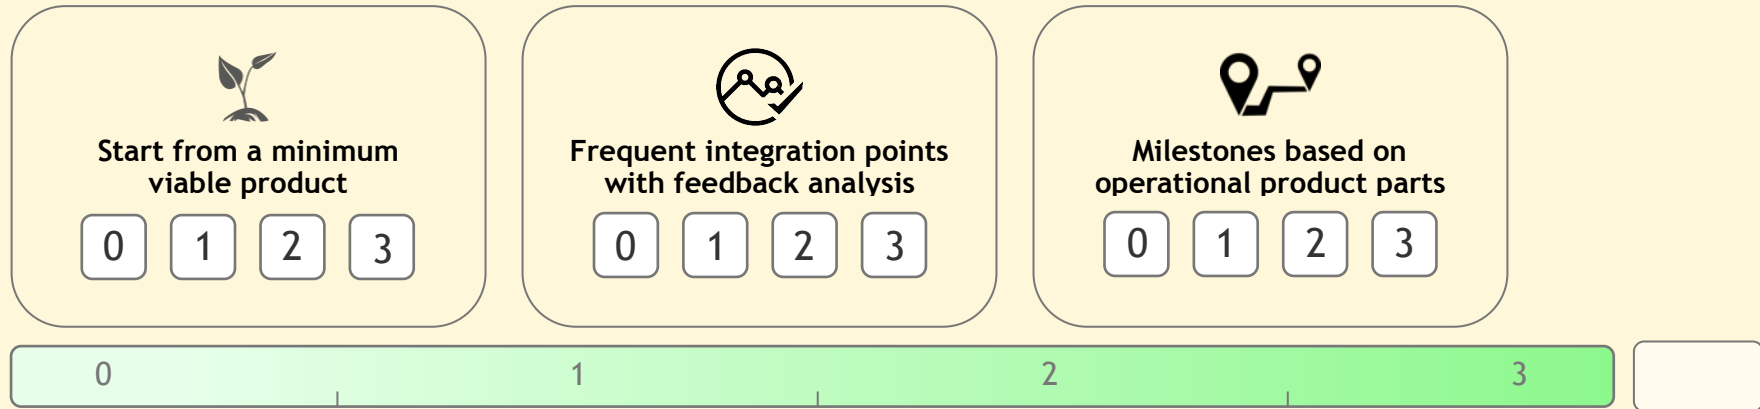 Start from a minimum
viable product
0 1 2 3
Frequent integration points
with feedback analysis
0 1 2 3
Milestones based on
operational product parts
0 1 2 3
0 1 2 3